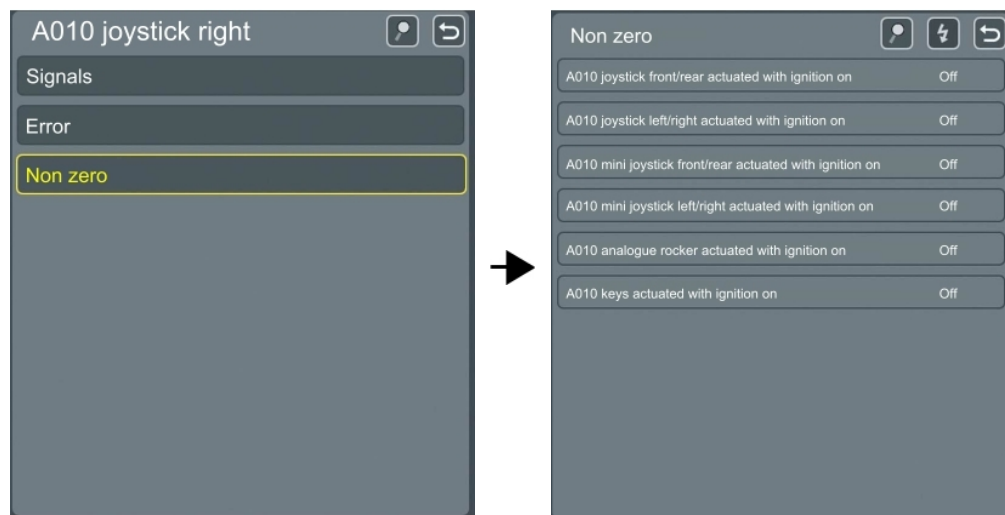 A010 joystick right
Signals
Error
Non zero
Non zero
A010 joystick front/rear actuated with ignition on Off
A010 joystick left/right actuated with ignition on Off
A010 mini joystick front/rear actuated with ignition on Off
A010 mini joystick left/right actuated with ignition on Off
A010 analogue rocker actuated with ignition on Off
A010 keys actuated with ignition on Off